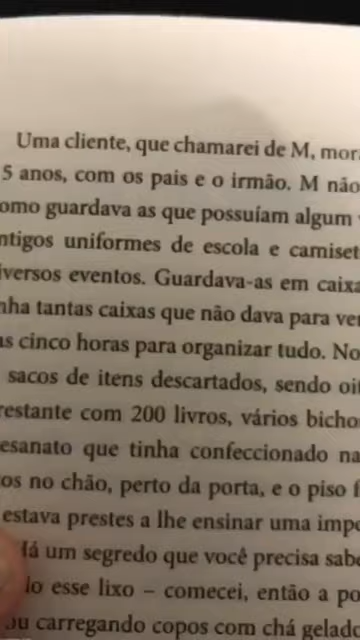 Uma cliente, que chamarei de M, mora
5 anos, com os pais e o irmão. M não
omo guardava as que possuíam algum
ntigos uniformes de escola e camiset
iversos eventos. Guardava-as em caixa
nha tantas caixas que não dava para ver
as cinco horas para organizar tudo. No
sacos de itens descartados, sendo oit
restante com 200 livros, vários bicho
esanato que tinha confeccionado na
os no chão, perto da porta, e o piso f
estava prestes a lhe ensinar uma impo
Há um segredo que você precisa sabe
do esse lixo – comecei, então a po
ou carregando copos com chá gelado